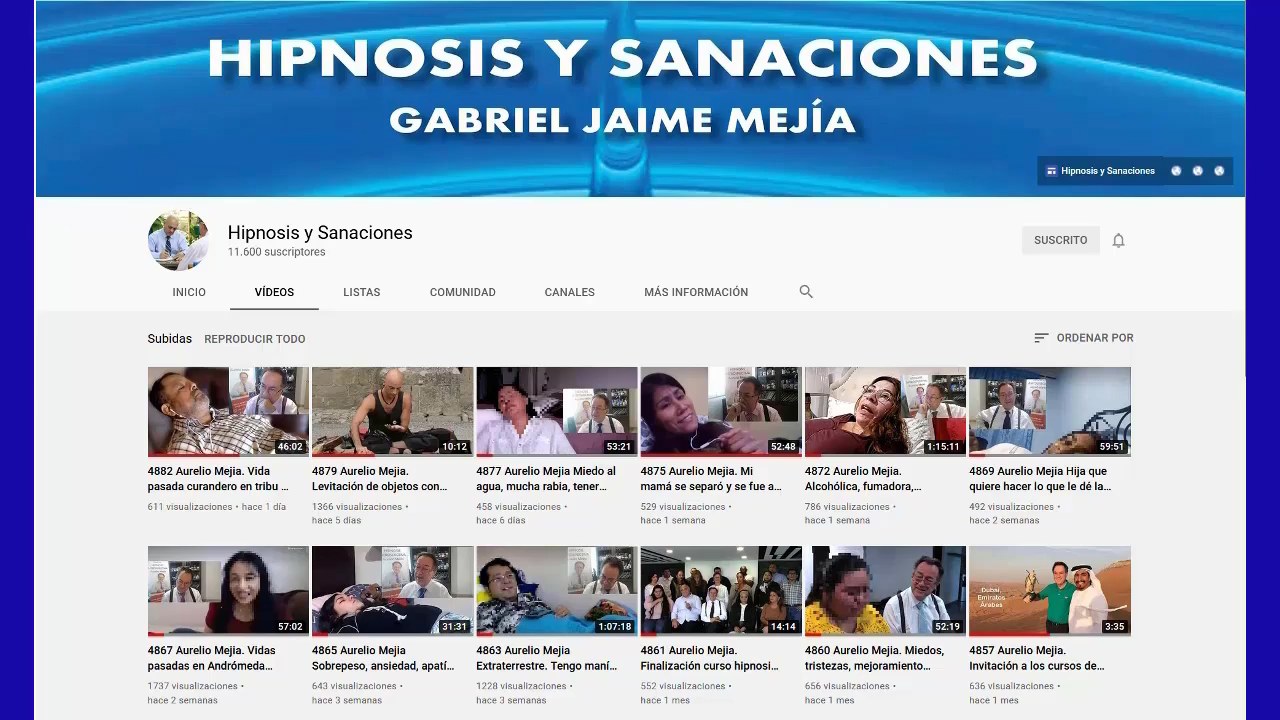 HIPNOSIS Y SANACIONES
GABRIEL JAIME MEJÍA
Hipnosis y Sanaciones
Hipnosis y Sanaciones
11.600 suscriptores
SUSCRITO
INICIO VÍDEOS LISTAS COMUNIDAD CANALES MÁS INFORMACIÓN
Subidas REPRODUCIR TODO ORDENAR POR
46:02 10:12 53:21 52:48 1:15:11 59:51
4882 Aurelio Mejia. Vida
pasada curandero en tribu ...
611 visualizaciones • hace 1 día
4879 Aurelio Mejia.
Levitación de objetos con...
1366 visualizaciones •
hace 5 días
4877 Aurelio Mejia Miedo al
agua, mucha rabia, tener...
458 visualizaciones •
hace 6 días
4875 Aurelio Mejia. Mi
mamá se separó y se fue a...
529 visualizaciones •
hace 1 semana
4872 Aurelio Mejia.
Alcohólica, fumadora,...
786 visualizaciones •
hace 1 semana
4869 Aurelio Mejia Hija que
quiere hacer lo que le dé la...
492 visualizaciones •
hace 2 semanas
Dubai,
Emiratos
Árabes
57:02 31:31 1:07:18 14:14 52:19 3:35
4867 Aurelio Mejia. Vidas
pasadas en Andrómeda...
1737 visualizaciones •
hace 2 semanas
4865 Aurelio Mejia
Sobrepeso, ansiedad, apatí...
643 visualizaciones •
hace 3 semanas
4863 Aurelio Mejia
Extraterrestre. Tengo maní...
1228 visualizaciones •
hace 3 semanas
4861 Aurelio Mejia.
Finalización curso hipnosi...
552 visualizaciones •
hace 1 mes
4860 Aurelio Mejia. Miedos,
tristezas, mejoramiento...
656 visualizaciones •
hace 1 mes
4857 Aurelio Mejia.
Invitación a los cursos de...
636 visualizaciones •
hace 1 mes